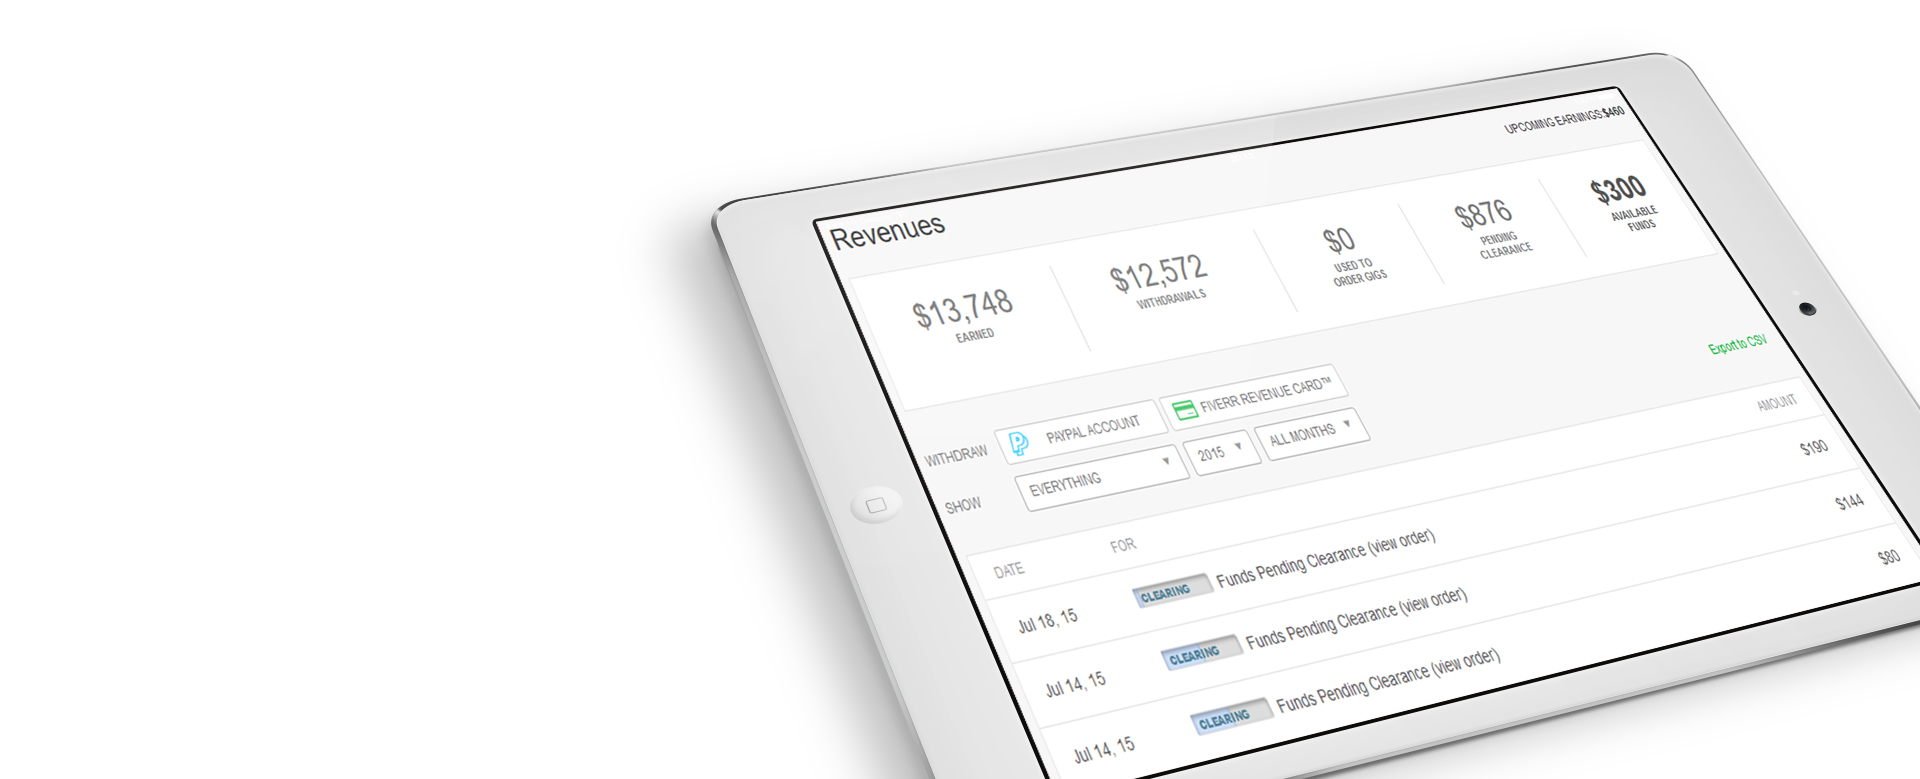 UPCOMING EARNINGS:$460
Revenues
$13,748
EARNED
$12,572
WITHDRAWALS
$0
USED TO
ORDER GIGS
$876
PENDING
CLEARANCE
$300
AVAILABLE
FUNDS
Export to CSV
WITHDRAW PAYPAL ACCOUNT FIVERR REVENUE CARD™
SHOW EVERYTHING 2015 ALL MONTHS
DATE FOR AMOUNT
Jul 18, 15 CLEARING Funds Pending Clearance (view order) $190
Jul 14, 15 CLEARING Funds Pending Clearance (view order) $144
Jul 14, 15 CLEARING Funds Pending Clearance (view order) $80